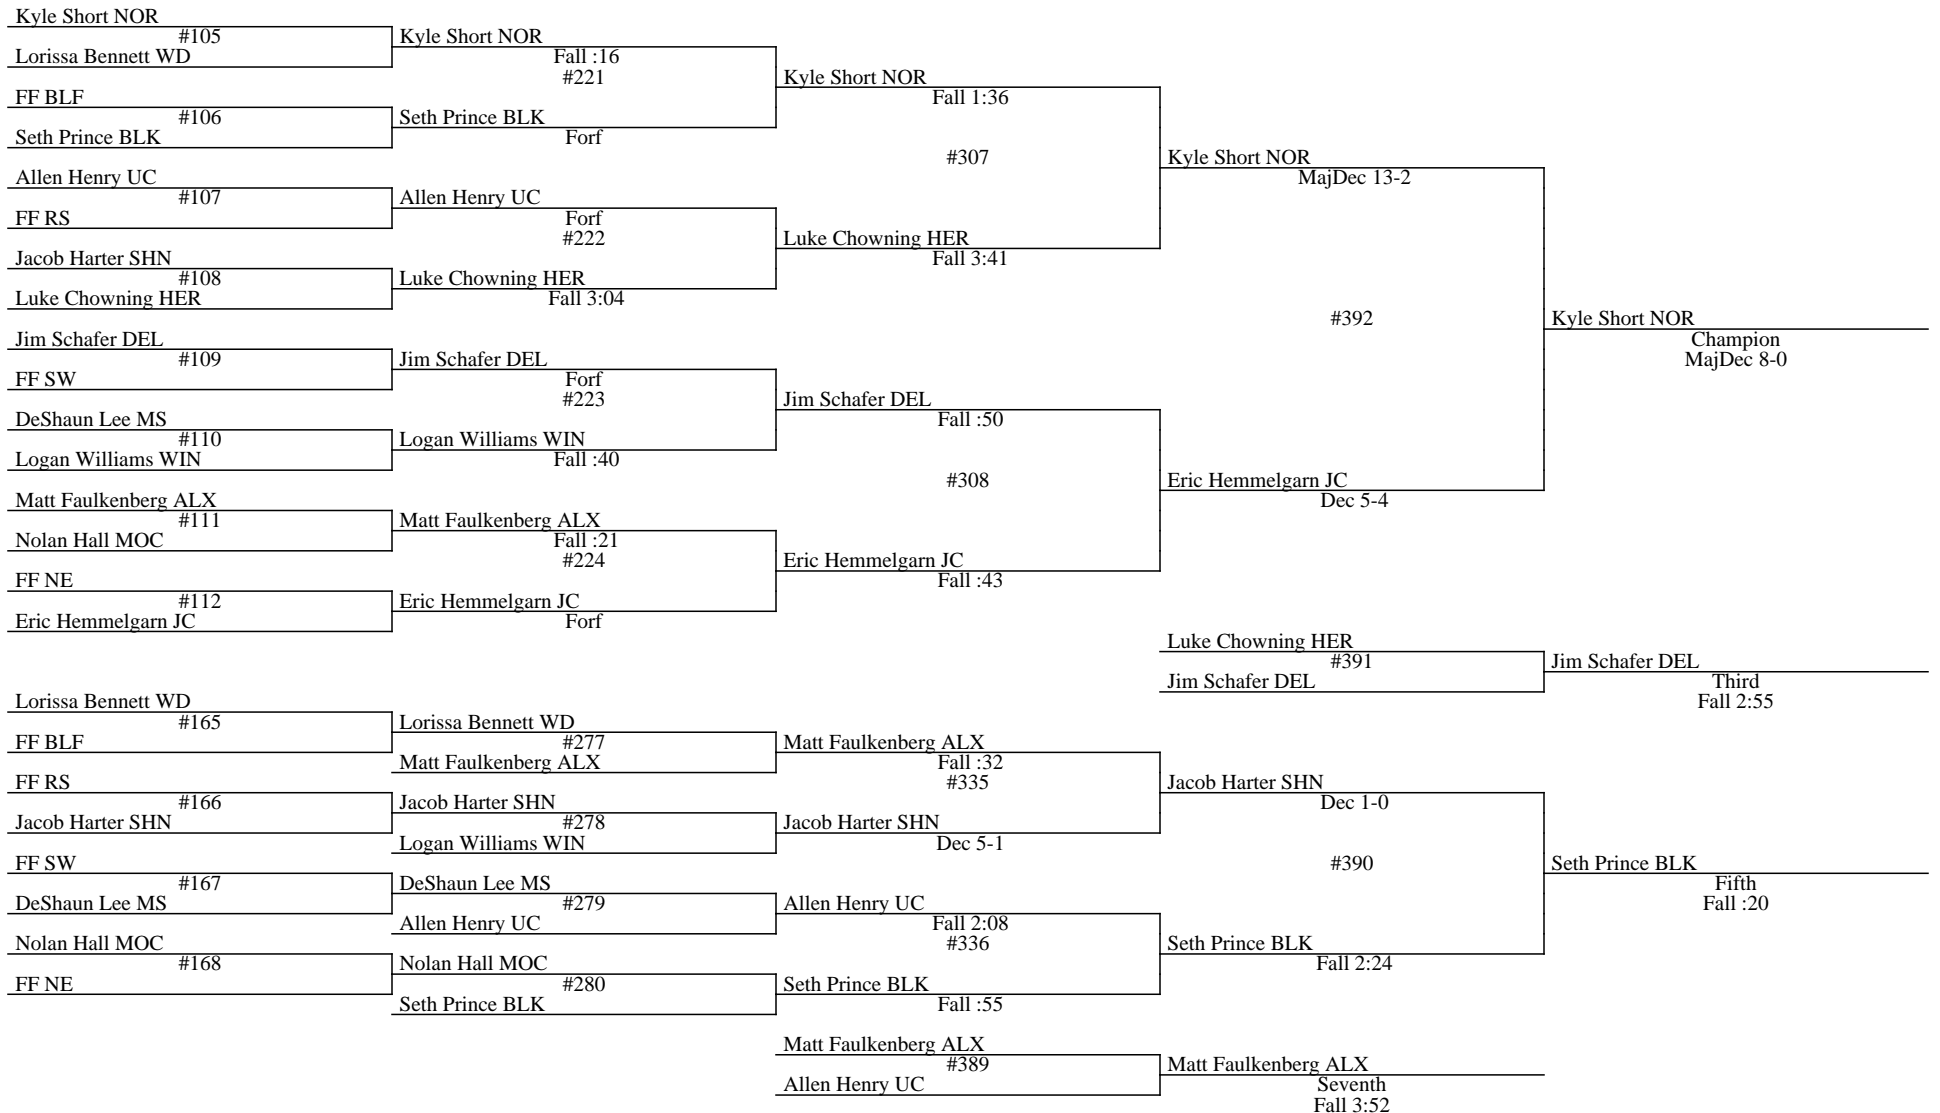 Kyle Short NOR
#105
Lorissa Bennett WD
FF BLF
#106
Seth Prince BLK
Allen Henry UC
#107
FF RS
Jacob Harter SHN
#108
Luke Chowning HER
Jim Schafer DEL
#109
FF SW
DeShaun Lee MS
#110
Logan Williams WIN
Matt Faulkenberg ALX
#111
Nolan Hall MOC
FF NE
#112
Eric Hemmelgarn JC
Kyle Short NOR
Fall :16
#221
Seth Prince BLK
Forf
Allen Henry UC
Forf
#222
Luke Chowning HER
Fall 3:04
Jim Schafer DEL
Forf
#223
Logan Williams WIN
Fall :40
Matt Faulkenberg ALX
Fall :21
#224
Eric Hemmelgarn JC
Forf
Kyle Short NOR
Fall 1:36
#307
Luke Chowning HER
Fall 3:41
Jim Schafer DEL
Fall :50
#308
Eric Hemmelgarn JC
Fall :43
Kyle Short NOR
MajDec 13-2
#392
Eric Hemmelgarn JC
Dec 5-4
Kyle Short NOR
Champion
MajDec 8-0
Luke Chowning HER
#391
Jim Schafer DEL
Jim Schafer DEL
Third
Fall 2:55
Lorissa Bennett WD
#165
FF BLF
FF RS
#166
Jacob Harter SHN
FF SW
#167
DeShaun Lee MS
Nolan Hall MOC
#168
FF NE
Lorissa Bennett WD
#277
Matt Faulkenberg ALX
Jacob Harter SHN
#278
Logan Williams WIN
DeShaun Lee MS
#279
Allen Henry UC
Nolan Hall MOC
#280
Seth Prince BLK
Matt Faulkenberg ALX
Fall :32
#335
Jacob Harter SHN
Dec 5-1
Allen Henry UC
Fall 2:08
#336
Seth Prince BLK
Fall :55
Jacob Harter SHN
Dec 1-0
#390
Seth Prince BLK
Fall 2:24
Seth Prince BLK
Fifth
Fall :20
Matt Faulkenberg ALX
#389
Allen Henry UC
Matt Faulkenberg ALX
Seventh
Fall 3:52